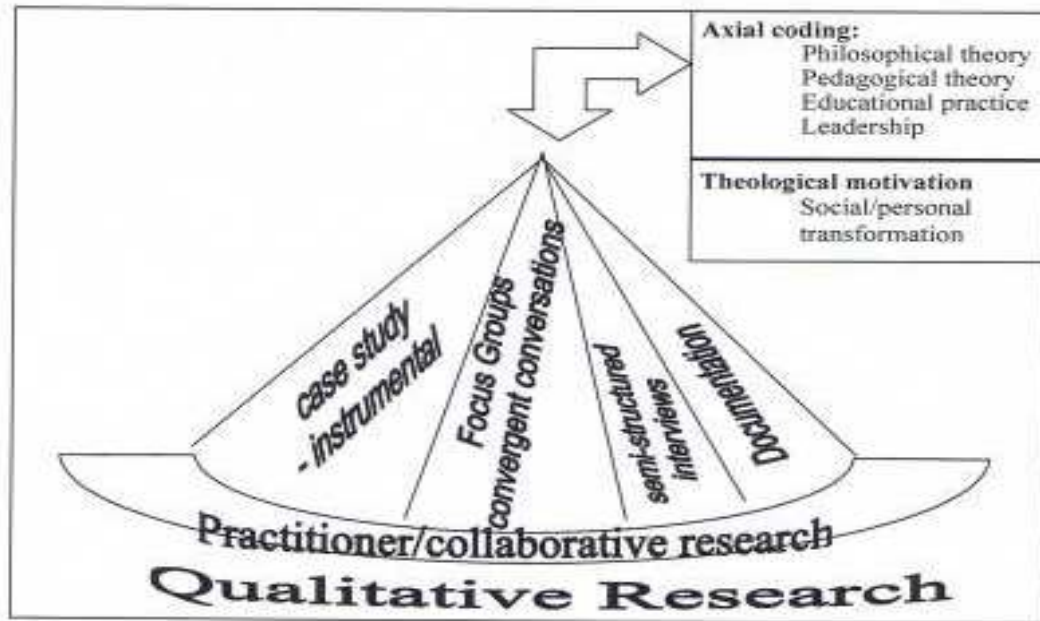 Axial coding:
Philosophical theory
Pedagogical theory
Educational practice
Leadership
Theological motivation
Social/personal
transformation
case study
- instrumental
Focus Groups
convergent conversations
semi-structured
interviews
Documentation
Practitioner/collaborative research
Qualitative Research